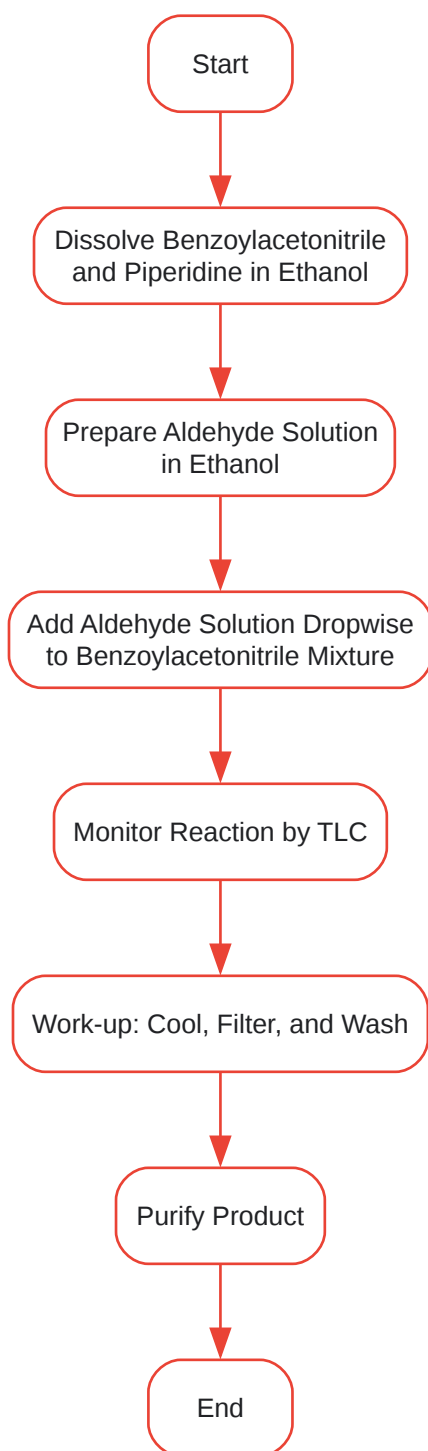 Start
Dissolve Benzoylacetonitrile
and Piperidine in Ethanol
Prepare Aldehyde Solution
in Ethanol
Add Aldehyde Solution Dropwise
to Benzoylacetonitrile Mixture
Monitor Reaction by TLC
Work-up: Cool, Filter, and Wash
Purify Product
End